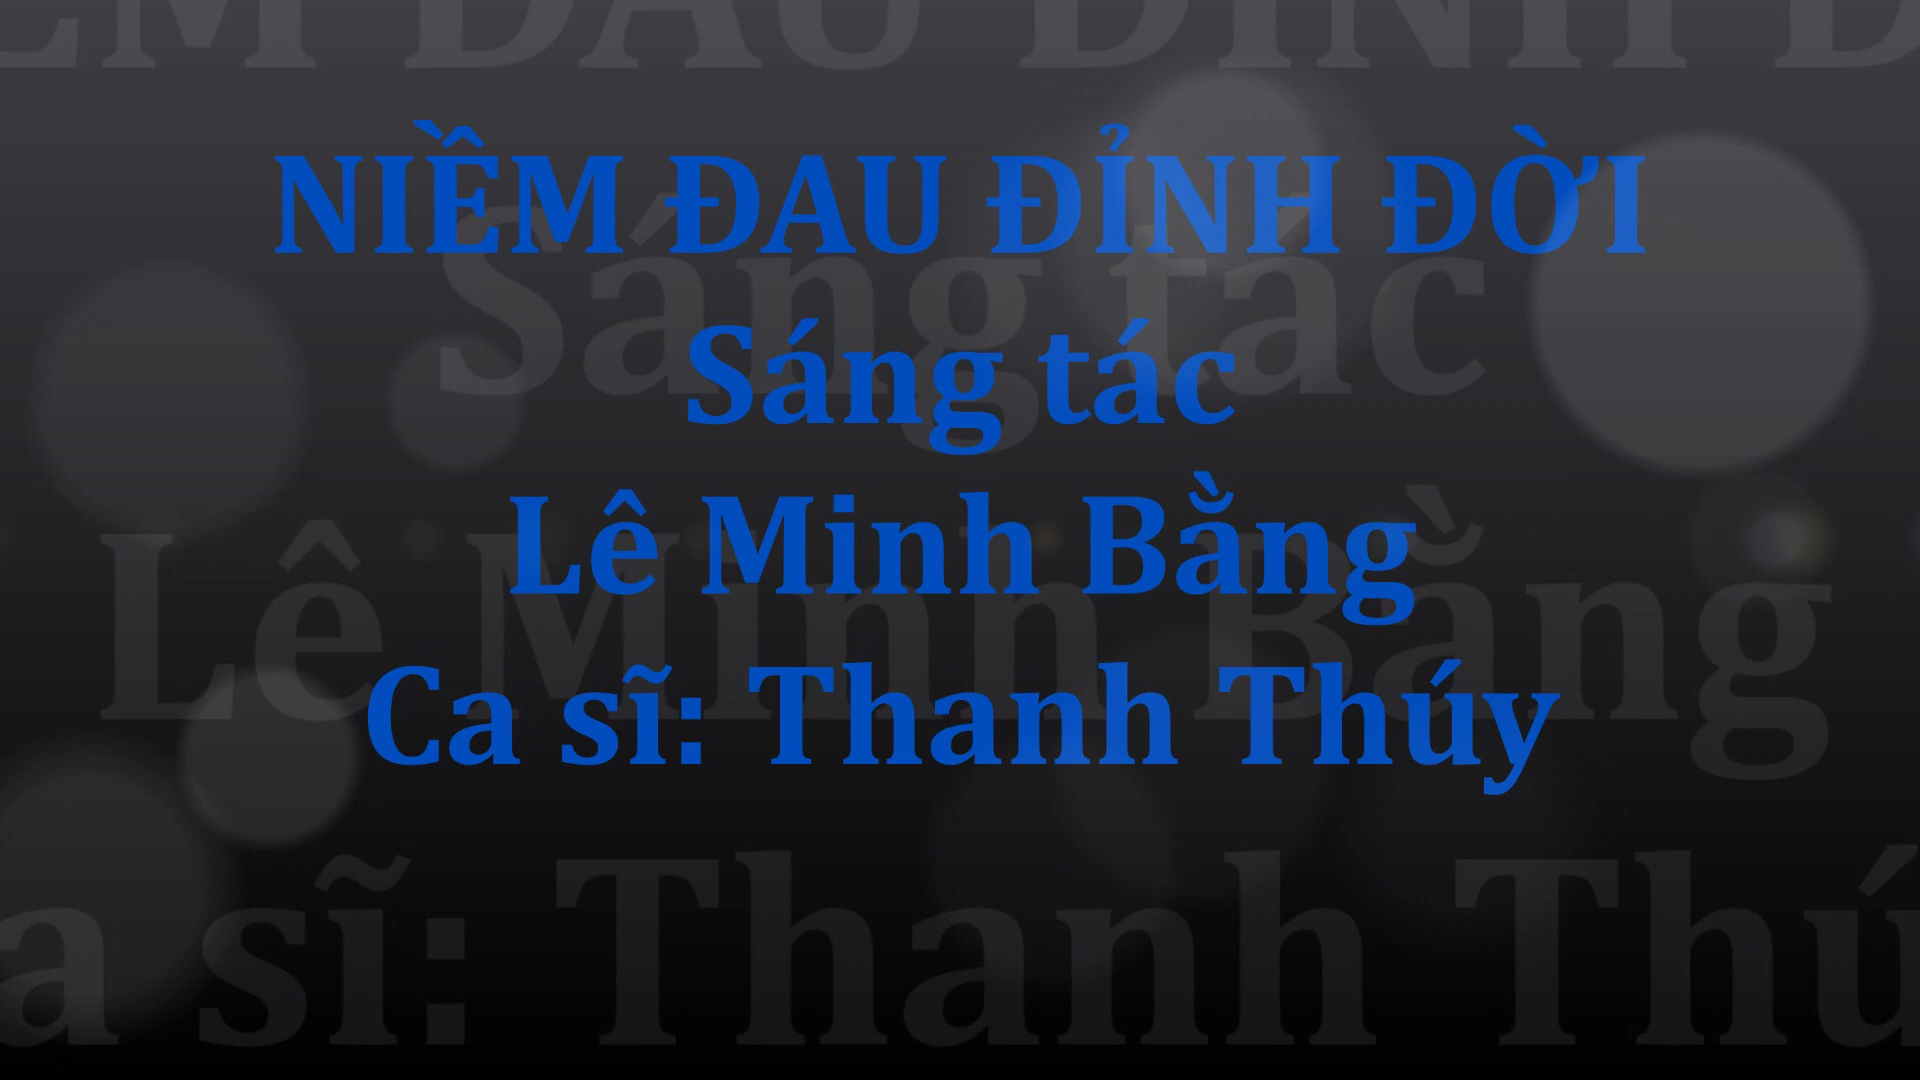 NIỀM ĐAU ĐỈNH ĐỜI
Sáng tác
Lê Minh Bằng
Ca sĩ: Thanh Thúy